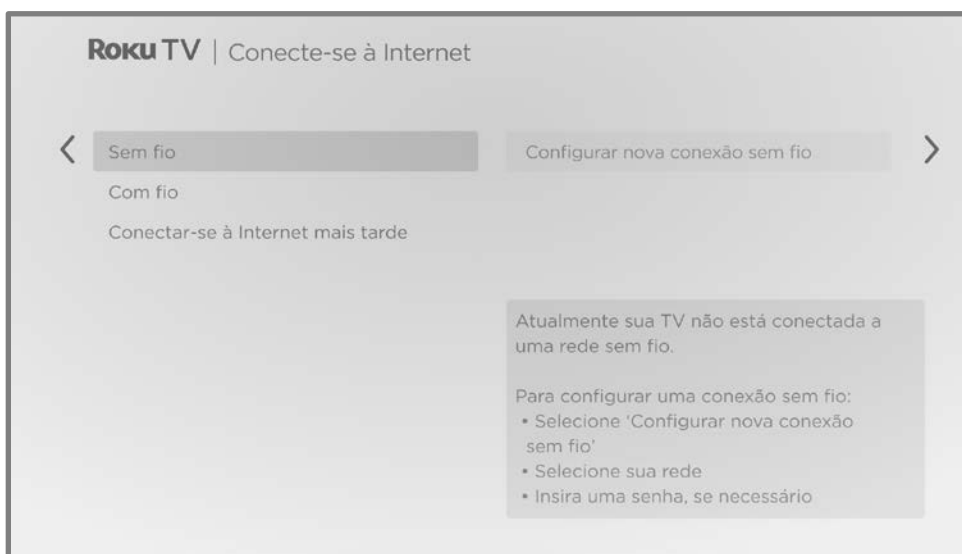 Roku TV | Conecte-se à Internet
Sem fio
Configurar nova conexão sem fio
Com fio
Conectar-se à Internet mais tarde
Atualmente sua TV não está conectada a
uma rede sem fio.
Para configurar uma conexão sem fio:
• Selecione ‘Configurar nova conexão
sem fio’
• Selecione sua rede
• Insira uma senha, se necessário